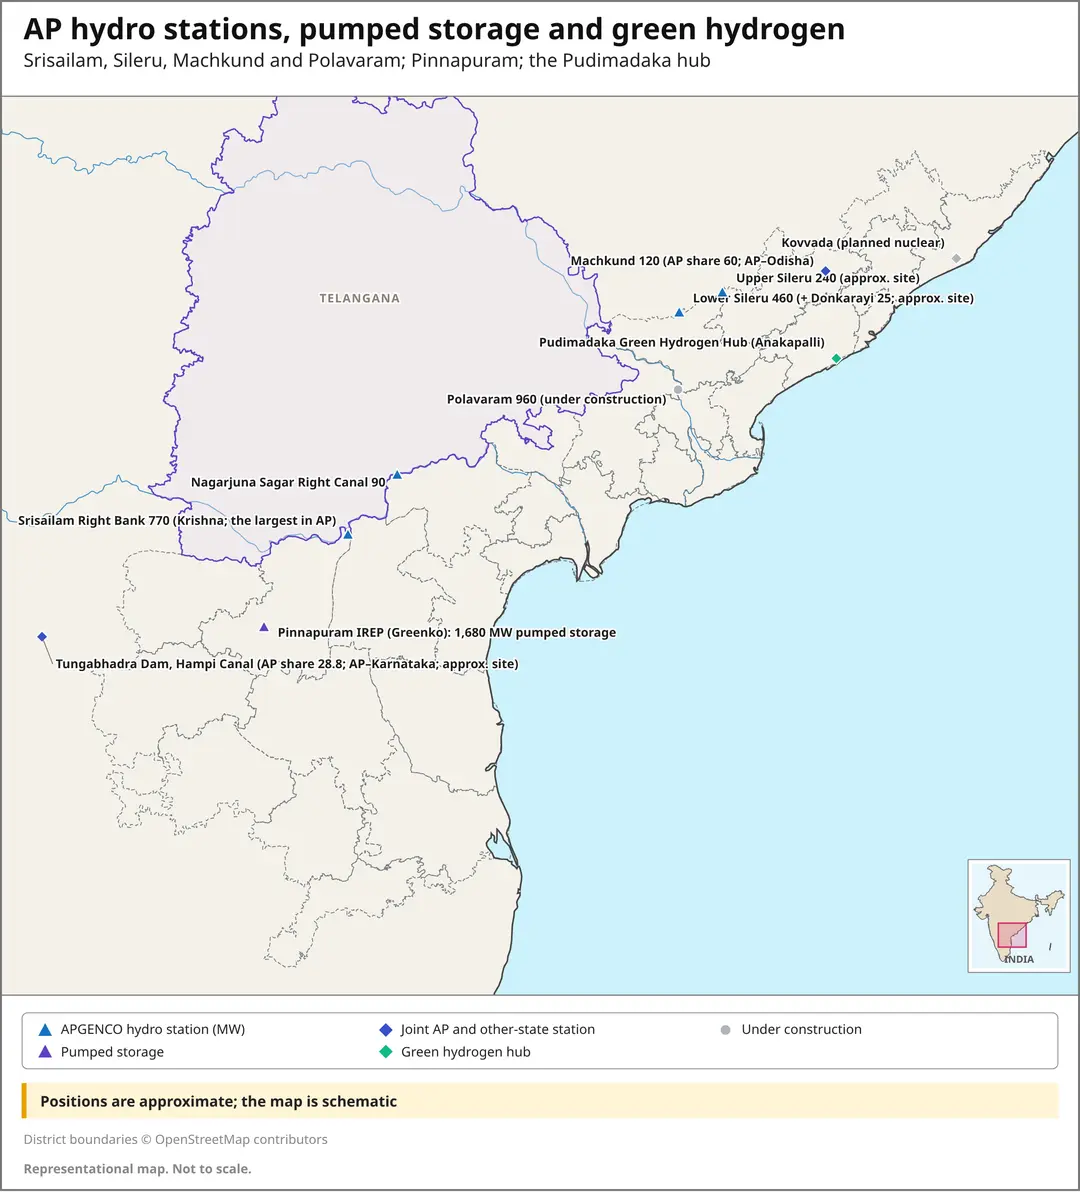 AP hydro stations, pumped storage and green hydrogen
Srisailam, Sileru, Machkund and Polavaram; Pinnapuram; the Pudimadaka hub
Kovvada (planned nuclear)
Machkund 120 (AP share 60; AP–Odisha)
Upper Sileru 240 (approx. site)
TELANGANA
Lower Sileru 460 (+ Donkarayi 25; approx. site)
Pudimadaka Green Hydrogen Hub (Anakapalli)
Polavaram 960 (under construction)
Nagarjuna Sagar Right Canal 90
Srisailam Right Bank 770 (Krishna; the largest in AP)
Pinnapuram IREP (Greenko): 1,680 MW pumped storage
Tungabhadra Dam, Hampi Canal (AP share 28.8; AP–Karnataka; approx. site)
INDIA
APGENCO hydro station (MW)
Joint AP and other-state station
Under construction
Pumped storage
Green hydrogen hub
Positions are approximate; the map is schematic
District boundaries © OpenStreetMap contributors
Representational map. Not to scale.